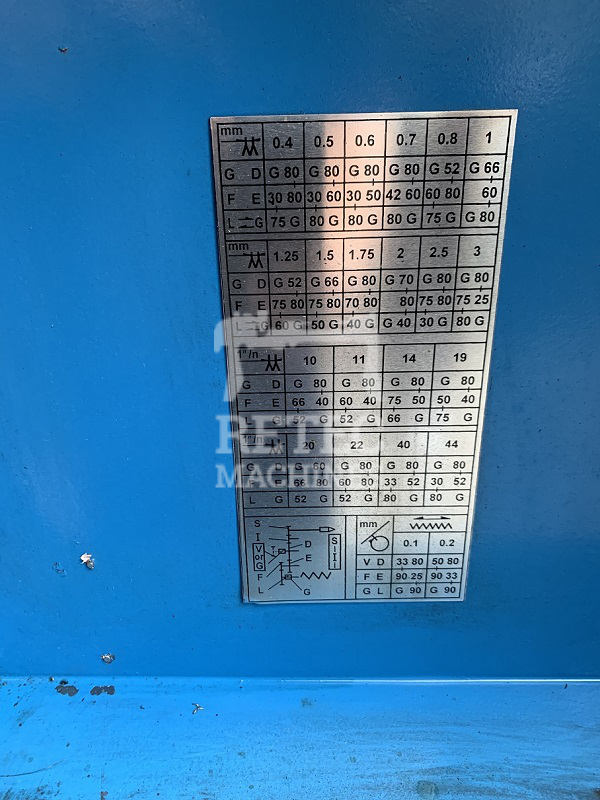 mm 0.4 0.5 0.6 0.7 0.8 1
G D G 80 G 80 G 80 G 80 G 52 G 66
F E 30 80 30 60 30 50 42 60 60 80 60
L G 75 G 80 G 80 G 80 G 75 G G 80
mm 1.25 1.5 1.75 2 2.5 3
G D G 52 G 66 G 80 G 70 G 80 G 80
F E 75 80 75 80 70 80 80 75 80 75 25
L G 60 G 50 G 40 G G 40 30 G 80 G
1"/n 10 11 14 19
G D G 80 G 80 G 80 G 80
F E 66 40 60 40 75 50 50 40
G 52 G 52 G 66 G 75 G
1"/n 20 22 40 44
G G 60 G 80 G 80 G 80
F 66 80 60 80 33 52 30 52
L G 52 G 52 G 80 G 80 G
S
I
V or G
T
F
L
D
E
G
S-I-I
mm 0.1 0.2
V D 33 80 50 80
F E 90 25 90 33
G L G 90 G 90
MACHIN